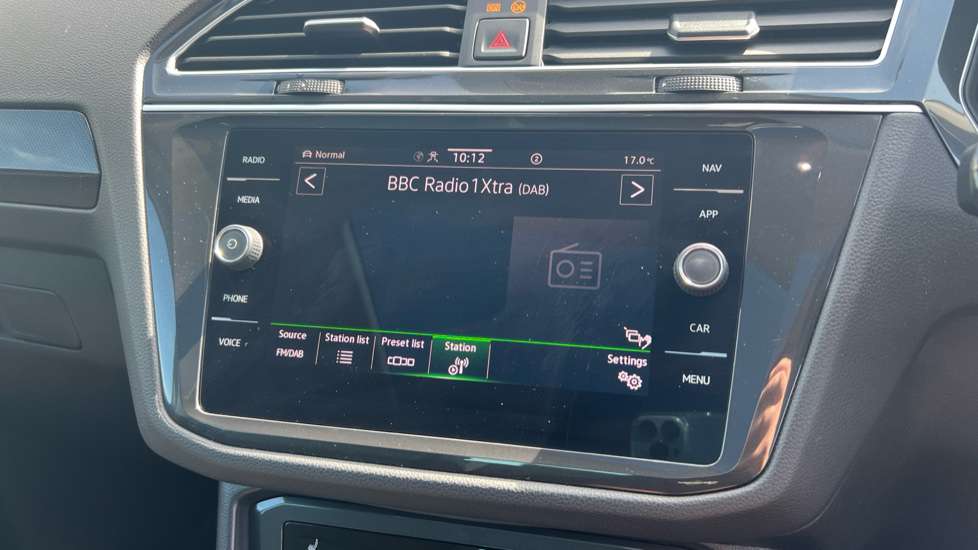 RADIO
MEDIA
PHONE
VOICE
Normal
10:12
2
17.0 °C
< BBC Radio 1Xtra (DAB) >
Source
FM/DAB
Station list
Preset list
Station
Settings
NAV
APP
CAR
MENU